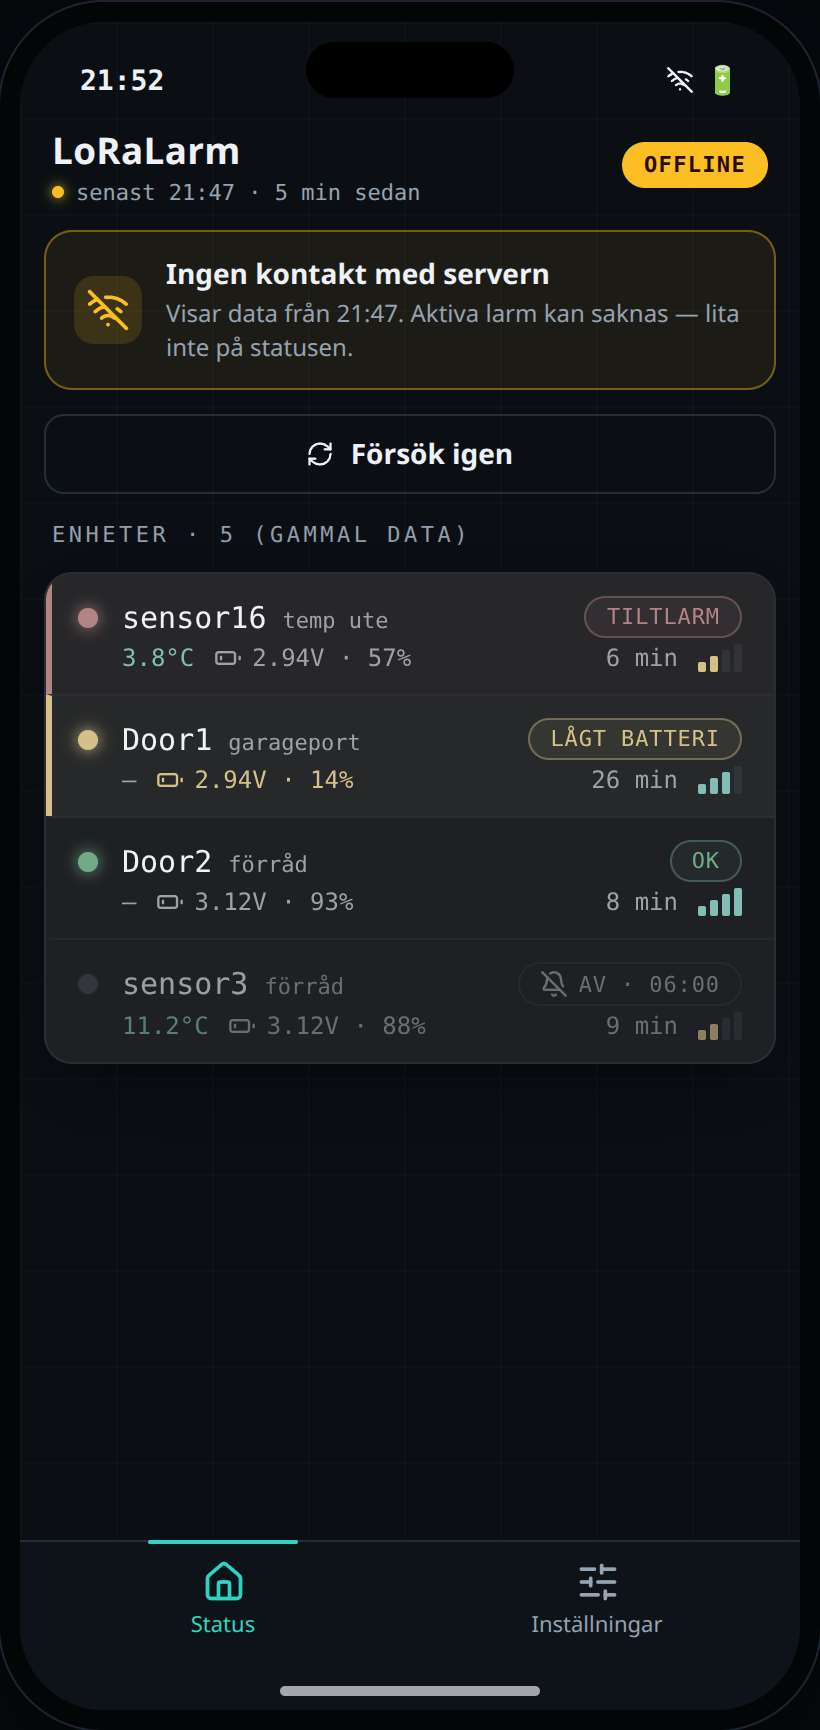 21:52
LoRaLarm
senast 21:47 · 5 min sedan
OFFLINE
Ingen kontakt med servern
Visar data från 21:47. Aktiva larm kan saknas — lita
inte på statusen.
Försök igen
ENHETER · 5 (GAMMAL DATA)
sensor16 temp ute TILTLARM
3.8°C 2.94V · 57% 6 min
Door1 garageport LÅGT BATTERI
— 2.94V · 14% 26 min
Door2 förråd OK
— 3.12V · 93% 8 min
sensor3 förråd AV · 06:00
11.2°C 3.12V · 88% 9 min
Status
Inställningar